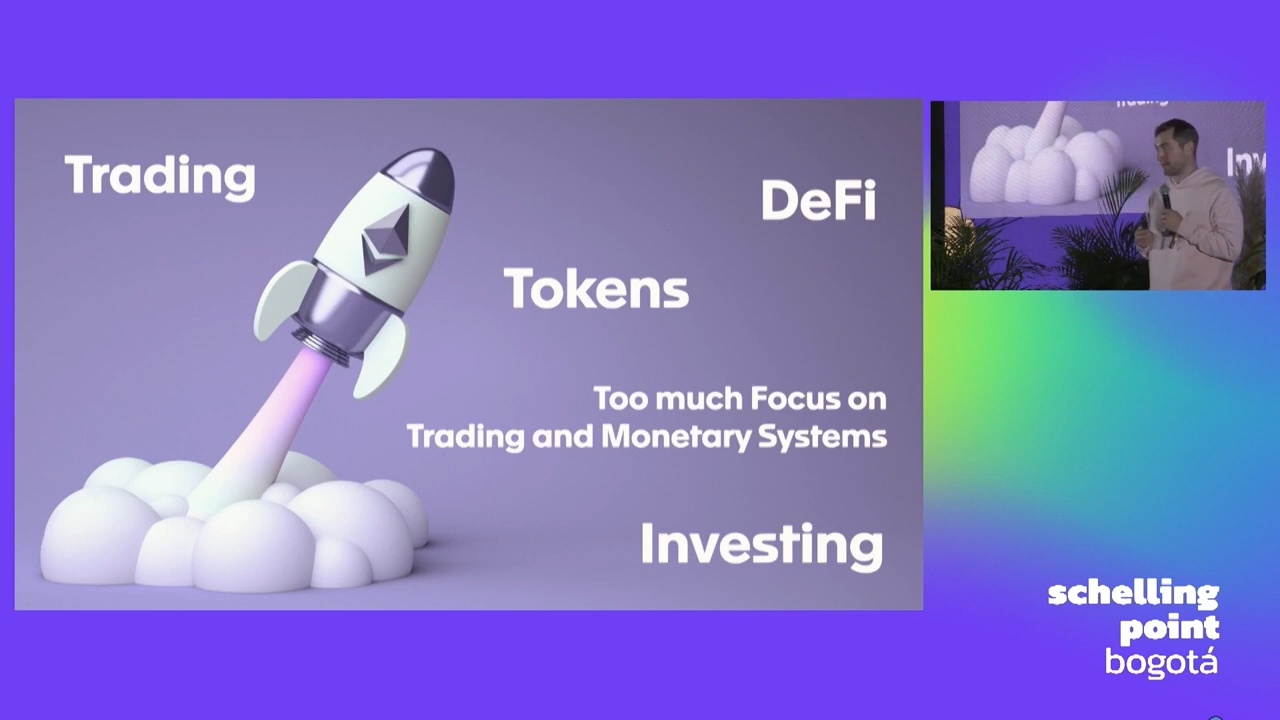 Trading
DeFi
Tokens
Too much Focus on
Trading and Monetary Systems
Investing
schelling
point
bogotá